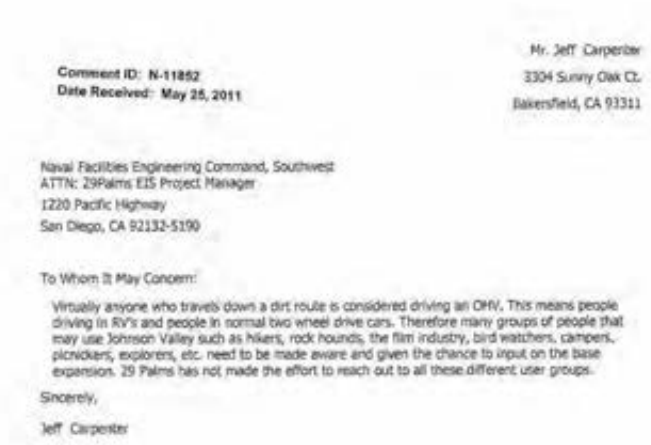 Mr. Jeff Carpenter
Comment ID: N-11852
3304 Sunny Oak Ct.
Date Received: May 25, 2011
Bakersfield, CA 93311
Naval Facilities Engineering Command, Southwest
ATTN: 29Palms EIS Project Manager
1220 Pacific Highway
San Diego, CA 92132-5190
To Whom It May Concern:
Virtually anyone who travels down a dirt route is considered driving an OHV. This means people
driving in RV's and people in normal two wheel drive cars. Therefore many groups of people that
may use Johnson Valley such as hikers, rock hounds, the film industry, bird watchers, campers,
picnickers, explorers, etc. need to be made aware and given the chance to input on the base
expansion. 29 Palms has not made the effort to reach out to all these different user groups.
Sincerely,
Jeff Carpenter